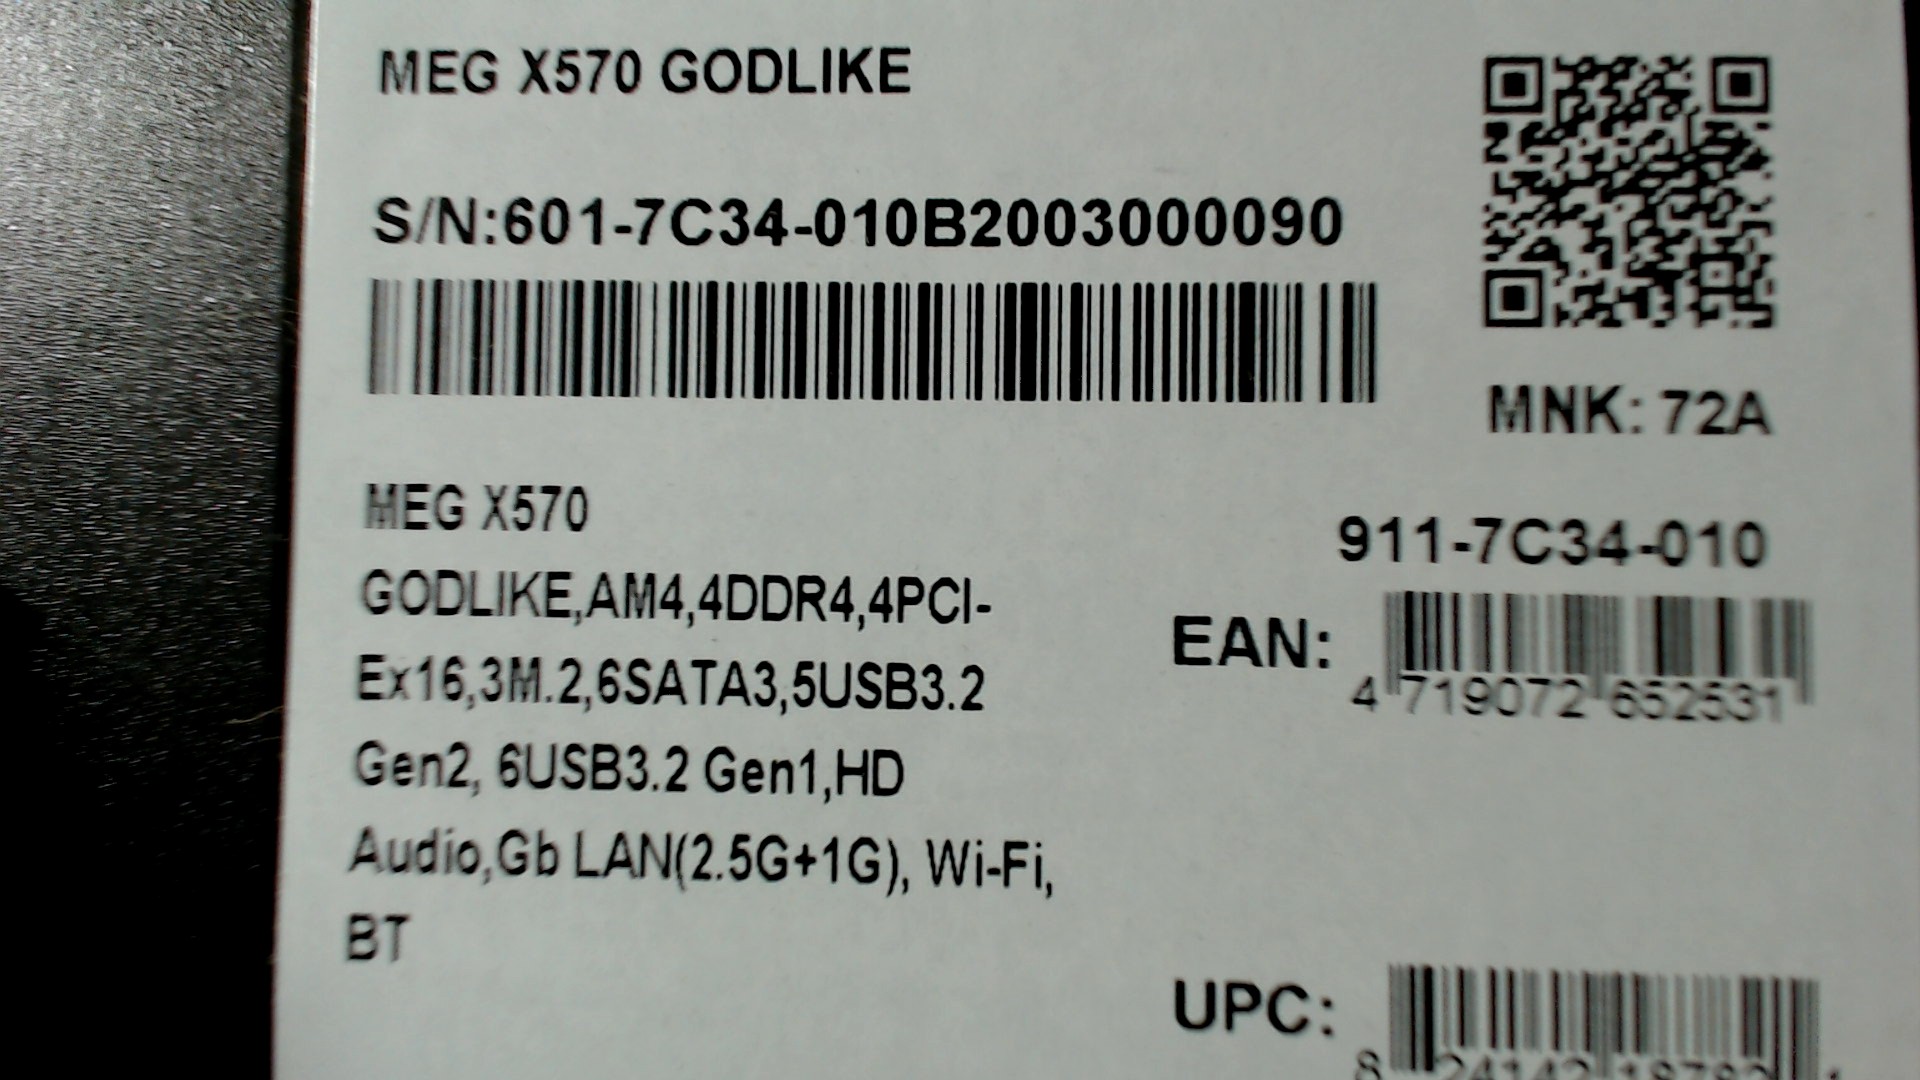 MEG X570 GODLIKE
S/N:601-7C34-010B2003000090
MNK: 72A
MEG X570
GODLIKE,AM4,4DDR4,4PCI-
Ex16,3M.2,6SATA3,5USB3.2
Gen2, 6USB3.2 Gen1,HD
Audio,Gb LAN(2.5G+1G), Wi-Fi,
BT
911-7C34-010
EAN:
4 719072 652531
UPC: